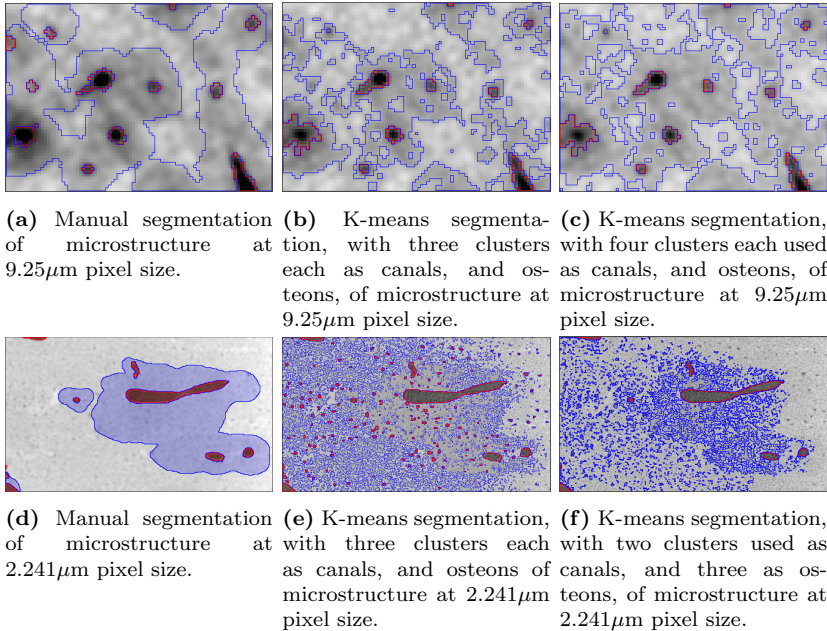 (a) Manual segmentation
of microstructure at
9.25μm pixel size.
(b) K-means segmenta-
tion, with three clusters
each as canals, and os-
teons, of microstructure at
9.25μm pixel size.
(c) K-means segmentation,
with four clusters each used
as canals, and osteons, of
microstructure at 9.25μm
pixel size.
(d) Manual segmentation
of microstructure at
2.241μm pixel size.
(e) K-means segmentation,
with three clusters each
as canals, and osteons of
microstructure at 2.241μm
pixel size.
(f) K-means segmentation,
with two clusters used as
canals, and three as os-
teons, of microstructure at
2.241μm pixel size.